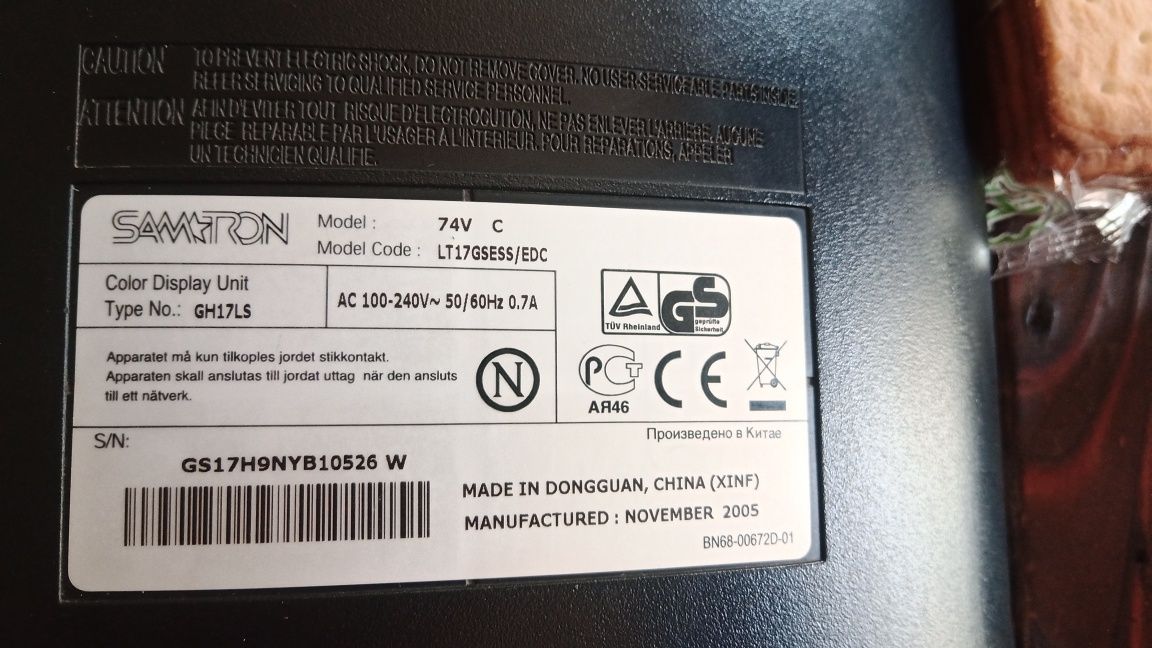 CAUTION TO PREVENT ELECTRIC SHOCK, DO NOT REMOVE COVER. NO USER-SERVICEABLE PARTS INSIDE.
REFER SERVICING TO QUALIFIED SERVICE PERSONNEL.
ATTENTION AFIN D'EVITER TOUT RISQUE D'ELECTROCUTION, NE PAS ENLEVER L'ARRIERE, AUCUNE
PIECE REPARABLE PAR L'USAGER A L'INTERIEUR. POUR REPARATIONS, APPELER
UN TECHNICIEN QUALIFIE.
SAMTRON
Model : 74V C
Model Code : LT17GSESS/EDC
Color Display Unit
Type No.: GH17LS
AC 100-240V~ 50/60Hz 0.7A
TÜV Rheinland
GS
geprüfte
Sicherheit
Apparatet må kun tilkoples jordet stikkontakt.
Apparaten skall anslutas till jordat uttag när den ansluts
till ett nätverk.
N
РСТ
АЯ46
CE
S/N:
Произведено в Китае
GS17H9NYB10526 W
MADE IN DONGGUAN, CHINA (XINF)
MANUFACTURED : NOVEMBER 2005
BN68-00672D-01